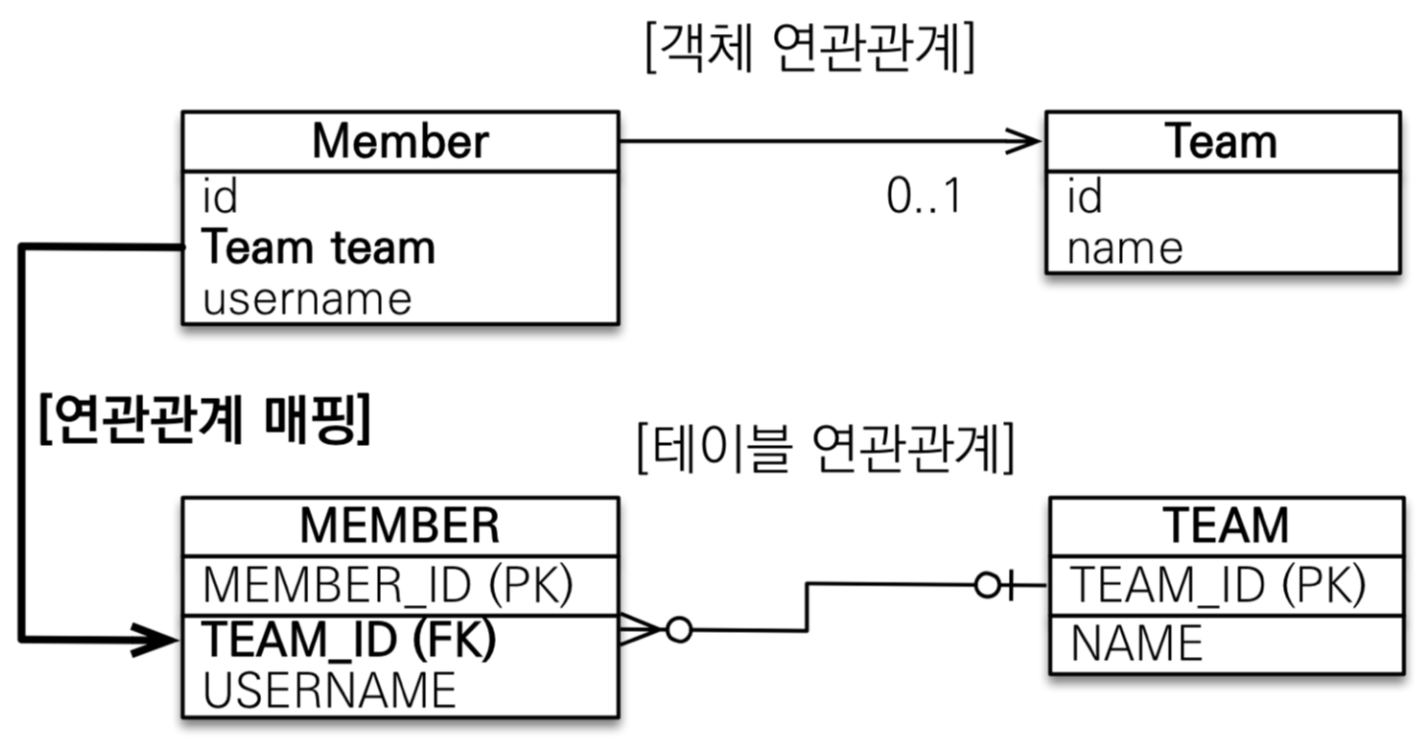 [객체 연관관계]
Member
id
Team team
username
0..1
Team
id
name
[연관관계 매핑]
[테이블 연관관계]
MEMBER
MEMBER_ID (PK)
TEAM_ID (FK)
USERNAME
TEAM
TEAM_ID (PK)
NAME